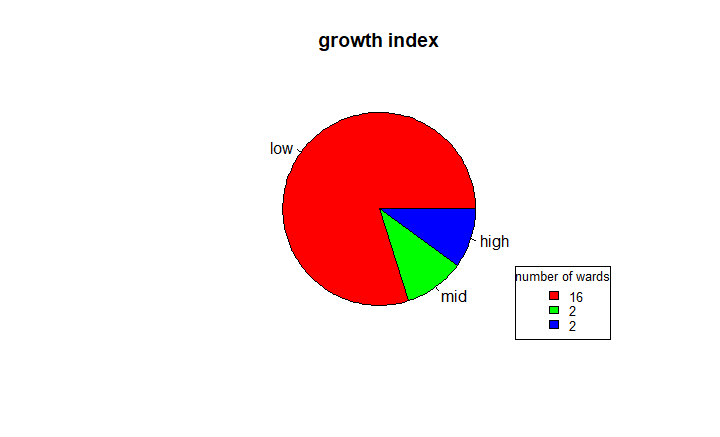 growth index
low
high
mid
number of wards
16
2
2